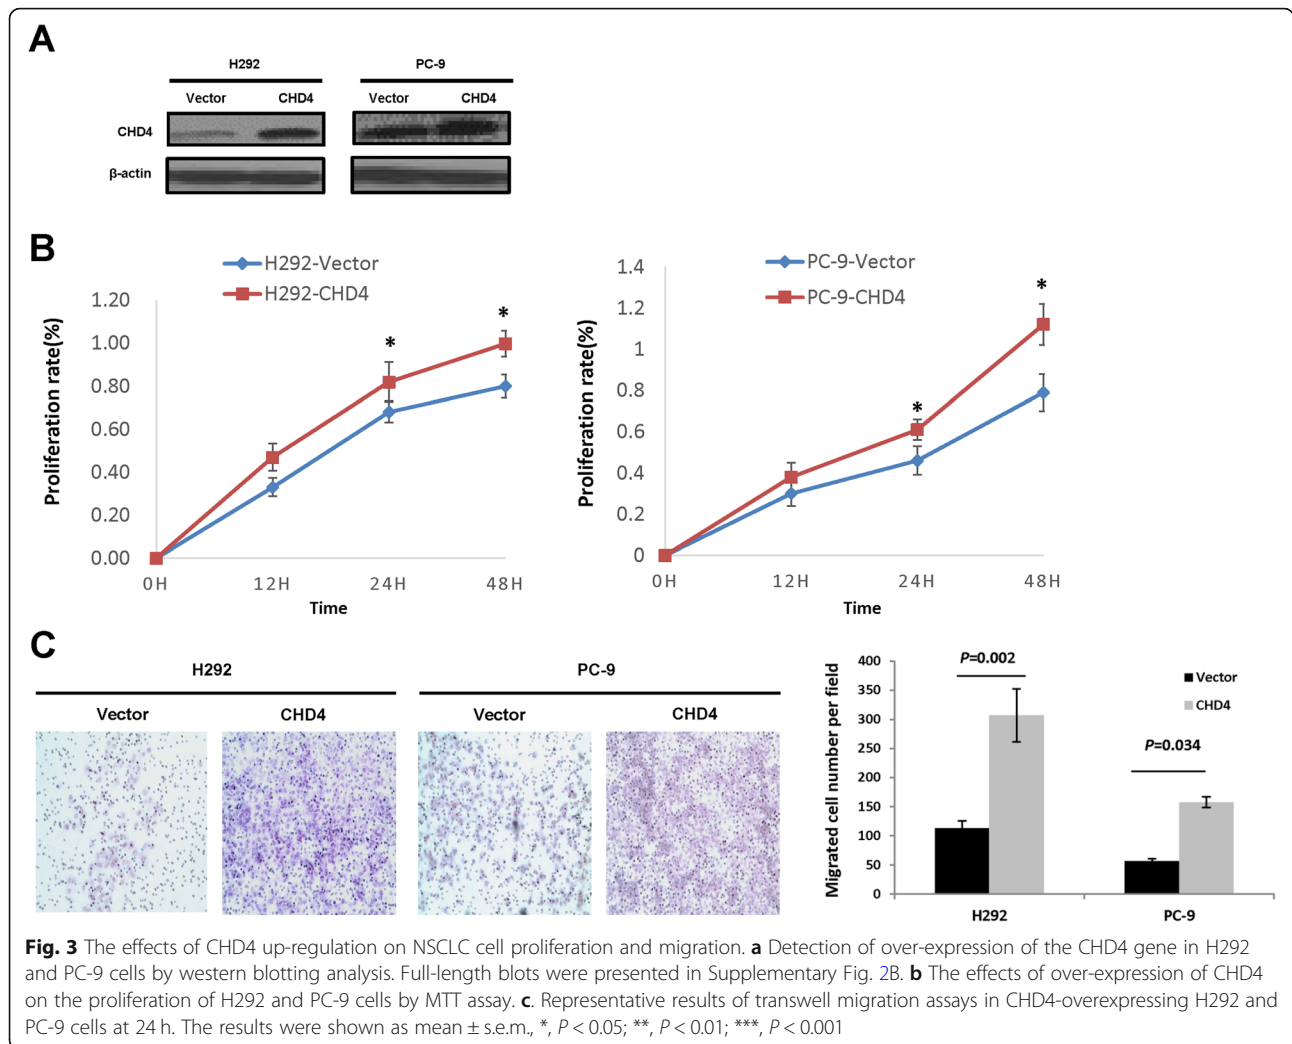 A
H292
PC-9
Vector CHD4
Vector CHD4
CHD4
β-actin
B
H292-Vector
H292-CHD4
Proliferation rate(%)
1.20
1.00
0.80
0.60
0.40
0.20
0.00
*
*
0H 12H 24H 48H
Time
PC-9-Vector
PC-9-CHD4
Proliferation rate(%)
1.4
1.2
1
0.8
0.6
0.4
0.2
0
*
*
0H 12H 24H 48H
Time
C
H292
PC-9
Vector CHD4
Vector CHD4
Migrated cell number per field
400
350
300
250
200
150
100
50
0
P=0.002
P=0.034
Vector
CHD4
H292 PC-9
Fig. 3 The effects of CHD4 up-regulation on NSCLC cell proliferation and migration. a Detection of over-expression of the CHD4 gene in H292
and PC-9 cells by western blotting analysis. Full-length blots were presented in Supplementary Fig. 2B. b The effects of over-expression of CHD4
on the proliferation of H292 and PC-9 cells by MTT assay. c. Representative results of transwell migration assays in CHD4-overexpressing H292 and
PC-9 cells at 24 h. The results were shown as mean ± s.e.m., *, P < 0.05; **, P < 0.01; ***, P < 0.001